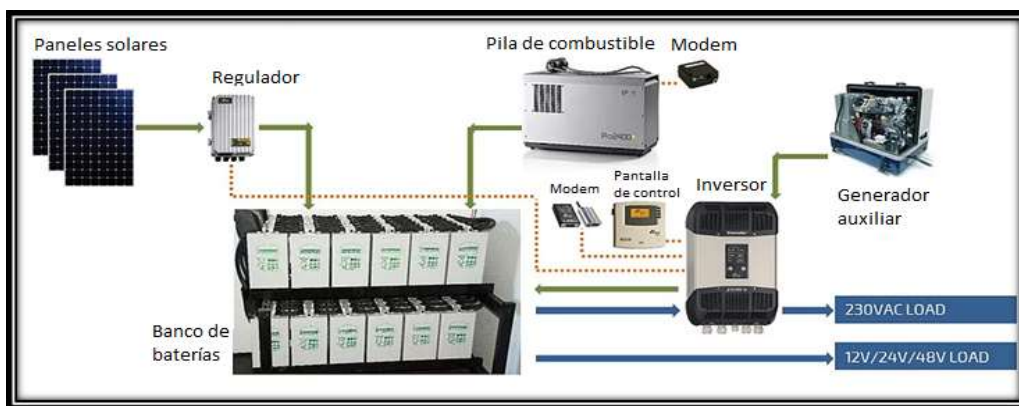 Paneles solares
Regulador
Pila de combustible
Modem
Modem
Pantalla
de control
Inversor
Generador
auxiliar
Banco de
baterías
230VAC LOAD
12V/24V/48V LOAD